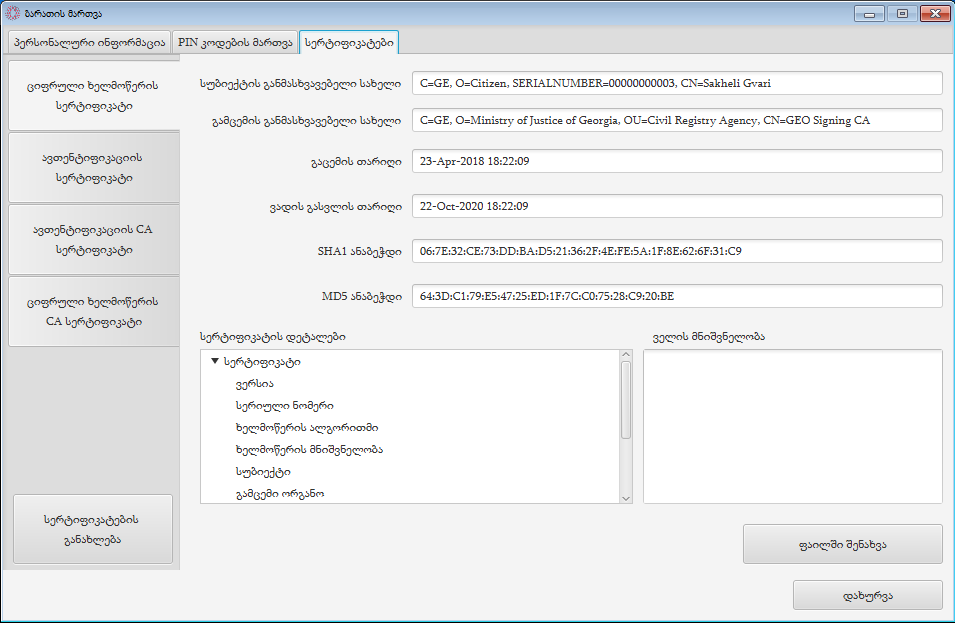 ბარათის მართვა
პერსონალური ინფორმაცია PIN კოდების მართვა სერტიფიკატები
ციფრული ხელმოწერის
სერტიფიკატი
ავთენტიფიკაციის
სერტიფიკატი
ავთენტიფიკაციის CA
სერტიფიკატი
ციფრული ხელმოწერის
CA სერტიფიკატი
სერტიფიკატების
განახლება
სუბიექტის განმასხვავებელი სახელი C=GE, O=Citizen, SERIALNUMBER=00000000003, CN=Sakheli Gvari
გამცემის განმასხვავებელი სახელი C=GE, O=Ministry of Justice of Georgia, OU=Civil Registry Agency, CN=GEO Signing CA
გაცემის თარიღი 23-Apr-2018 18:22:09
ვადის გასვლის თარიღი 22-Oct-2020 18:22:09
SHA1 ანაბეჭდი 06:7E:32:CE:73:DD:BA:D5:21:36:2F:4E:FE:5A:1F:8E:62:6F:31:C9
MD5 ანაბეჭდი 64:3D:C1:79:E5:47:25:ED:1F:7C:C0:75:28:C9:20:BE
სერტიფიკატის დეტალები ველის მნიშვნელობა
სერტიფიკატი
ვერსია
სერიული ნომერი
ხელმოწერის ალგორითმი
ხელმოწერის მნიშვნელობა
სუბიექტი
გამცემი ორგანო
ფაილში შენახვა
დახურვა